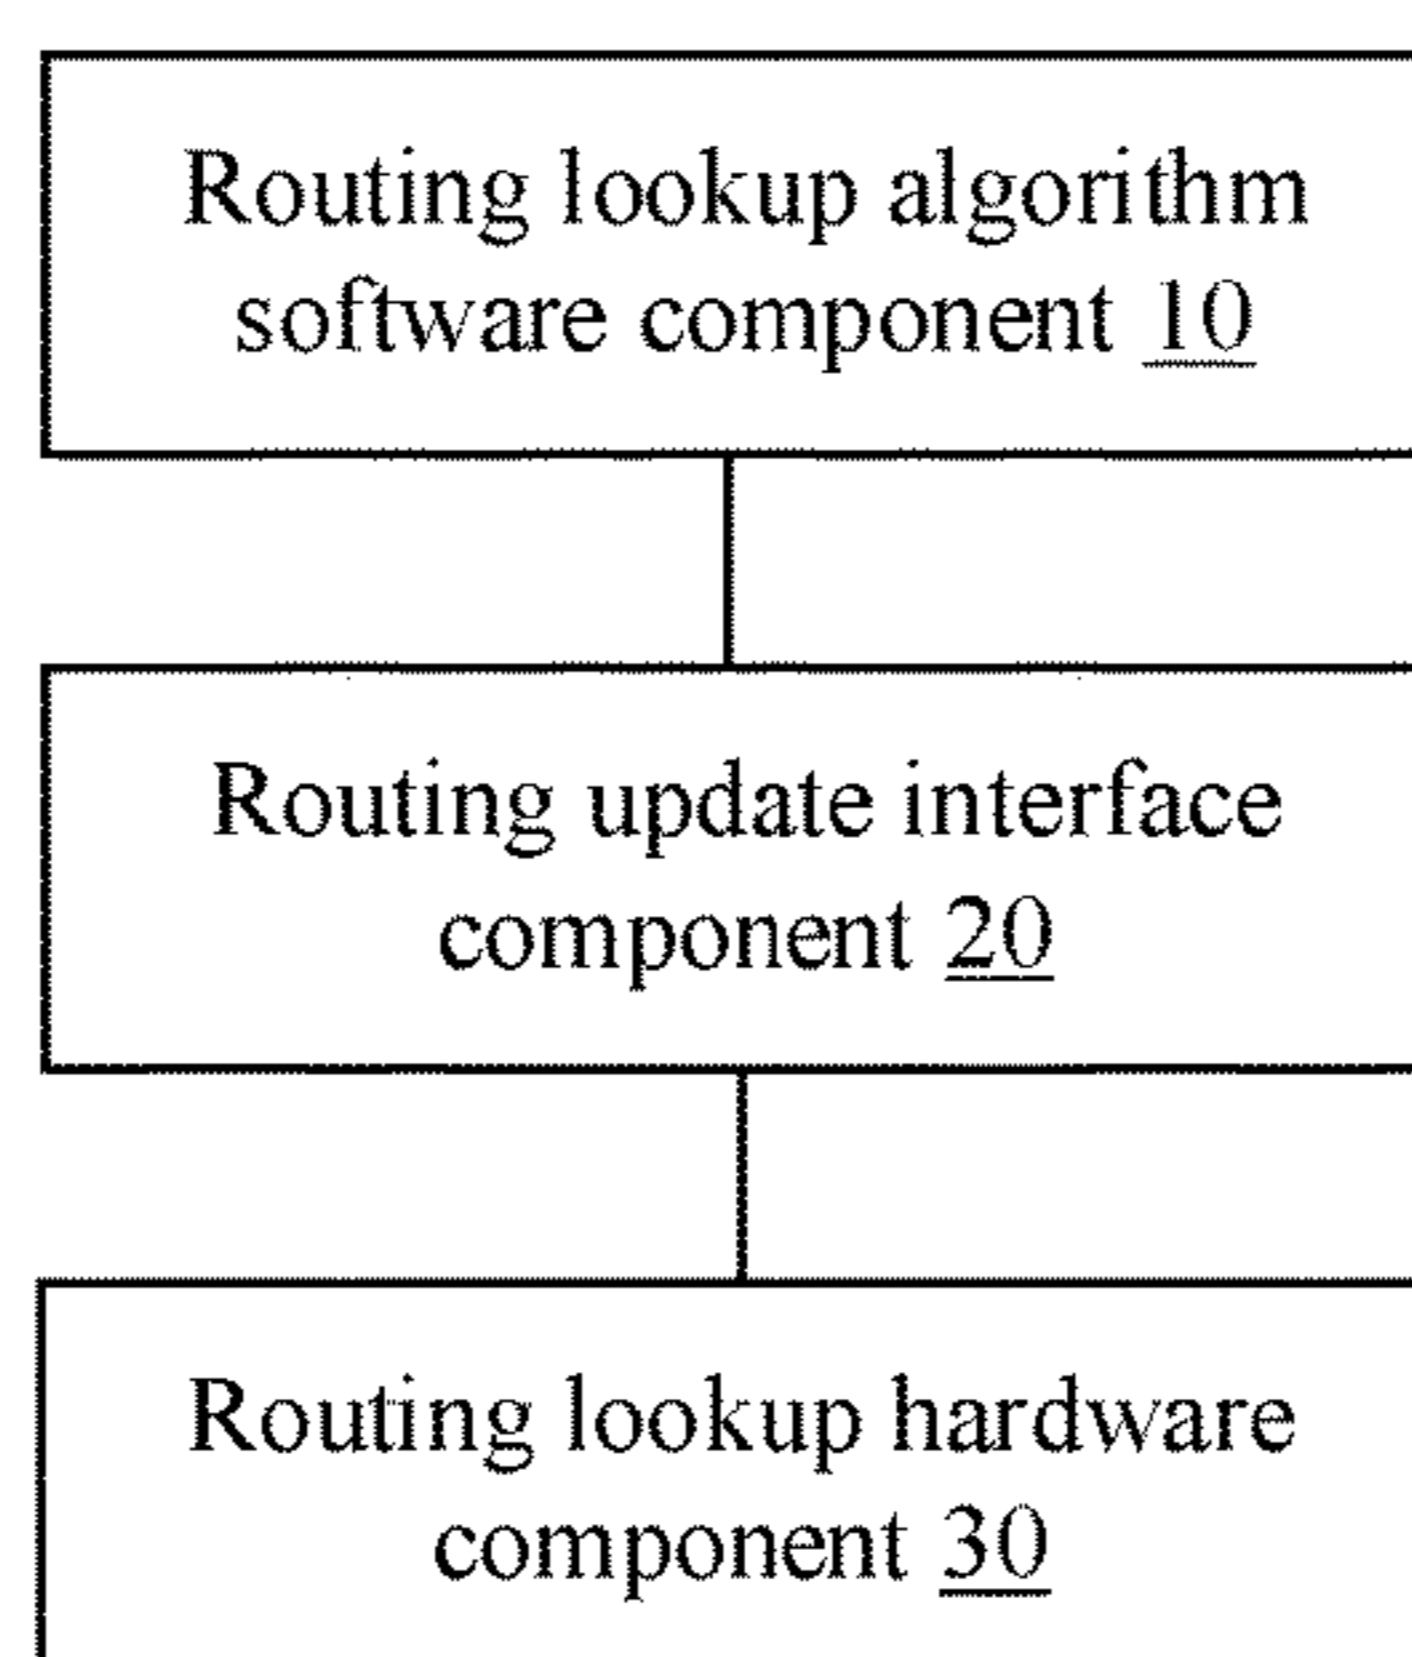 Routing lookup algorithm
software component 10
Routing update interface
component 20
Routing lookup hardware
component 30